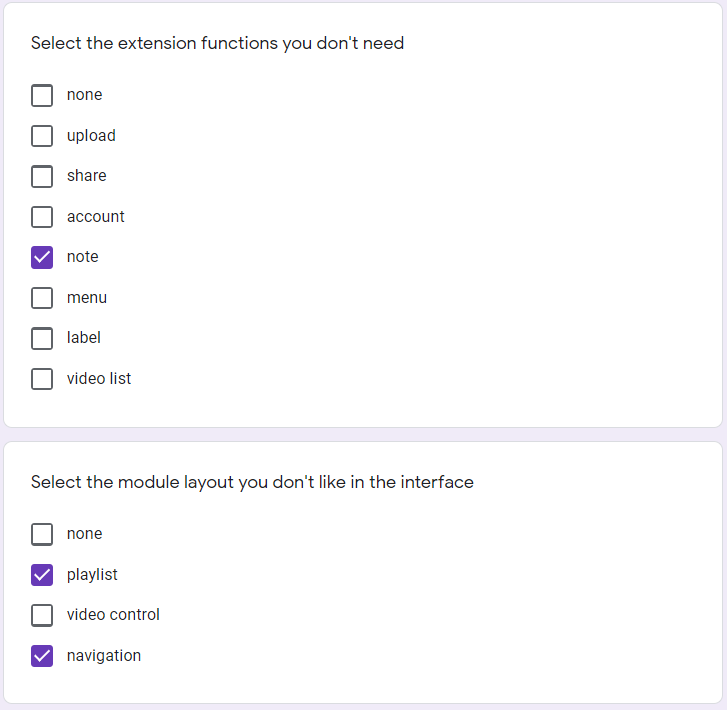 Select the extension functions you don't need
none
upload
share
account
note
menu
label
video list
Select the module layout you don't like in the interface
none
playlist
video control
navigation